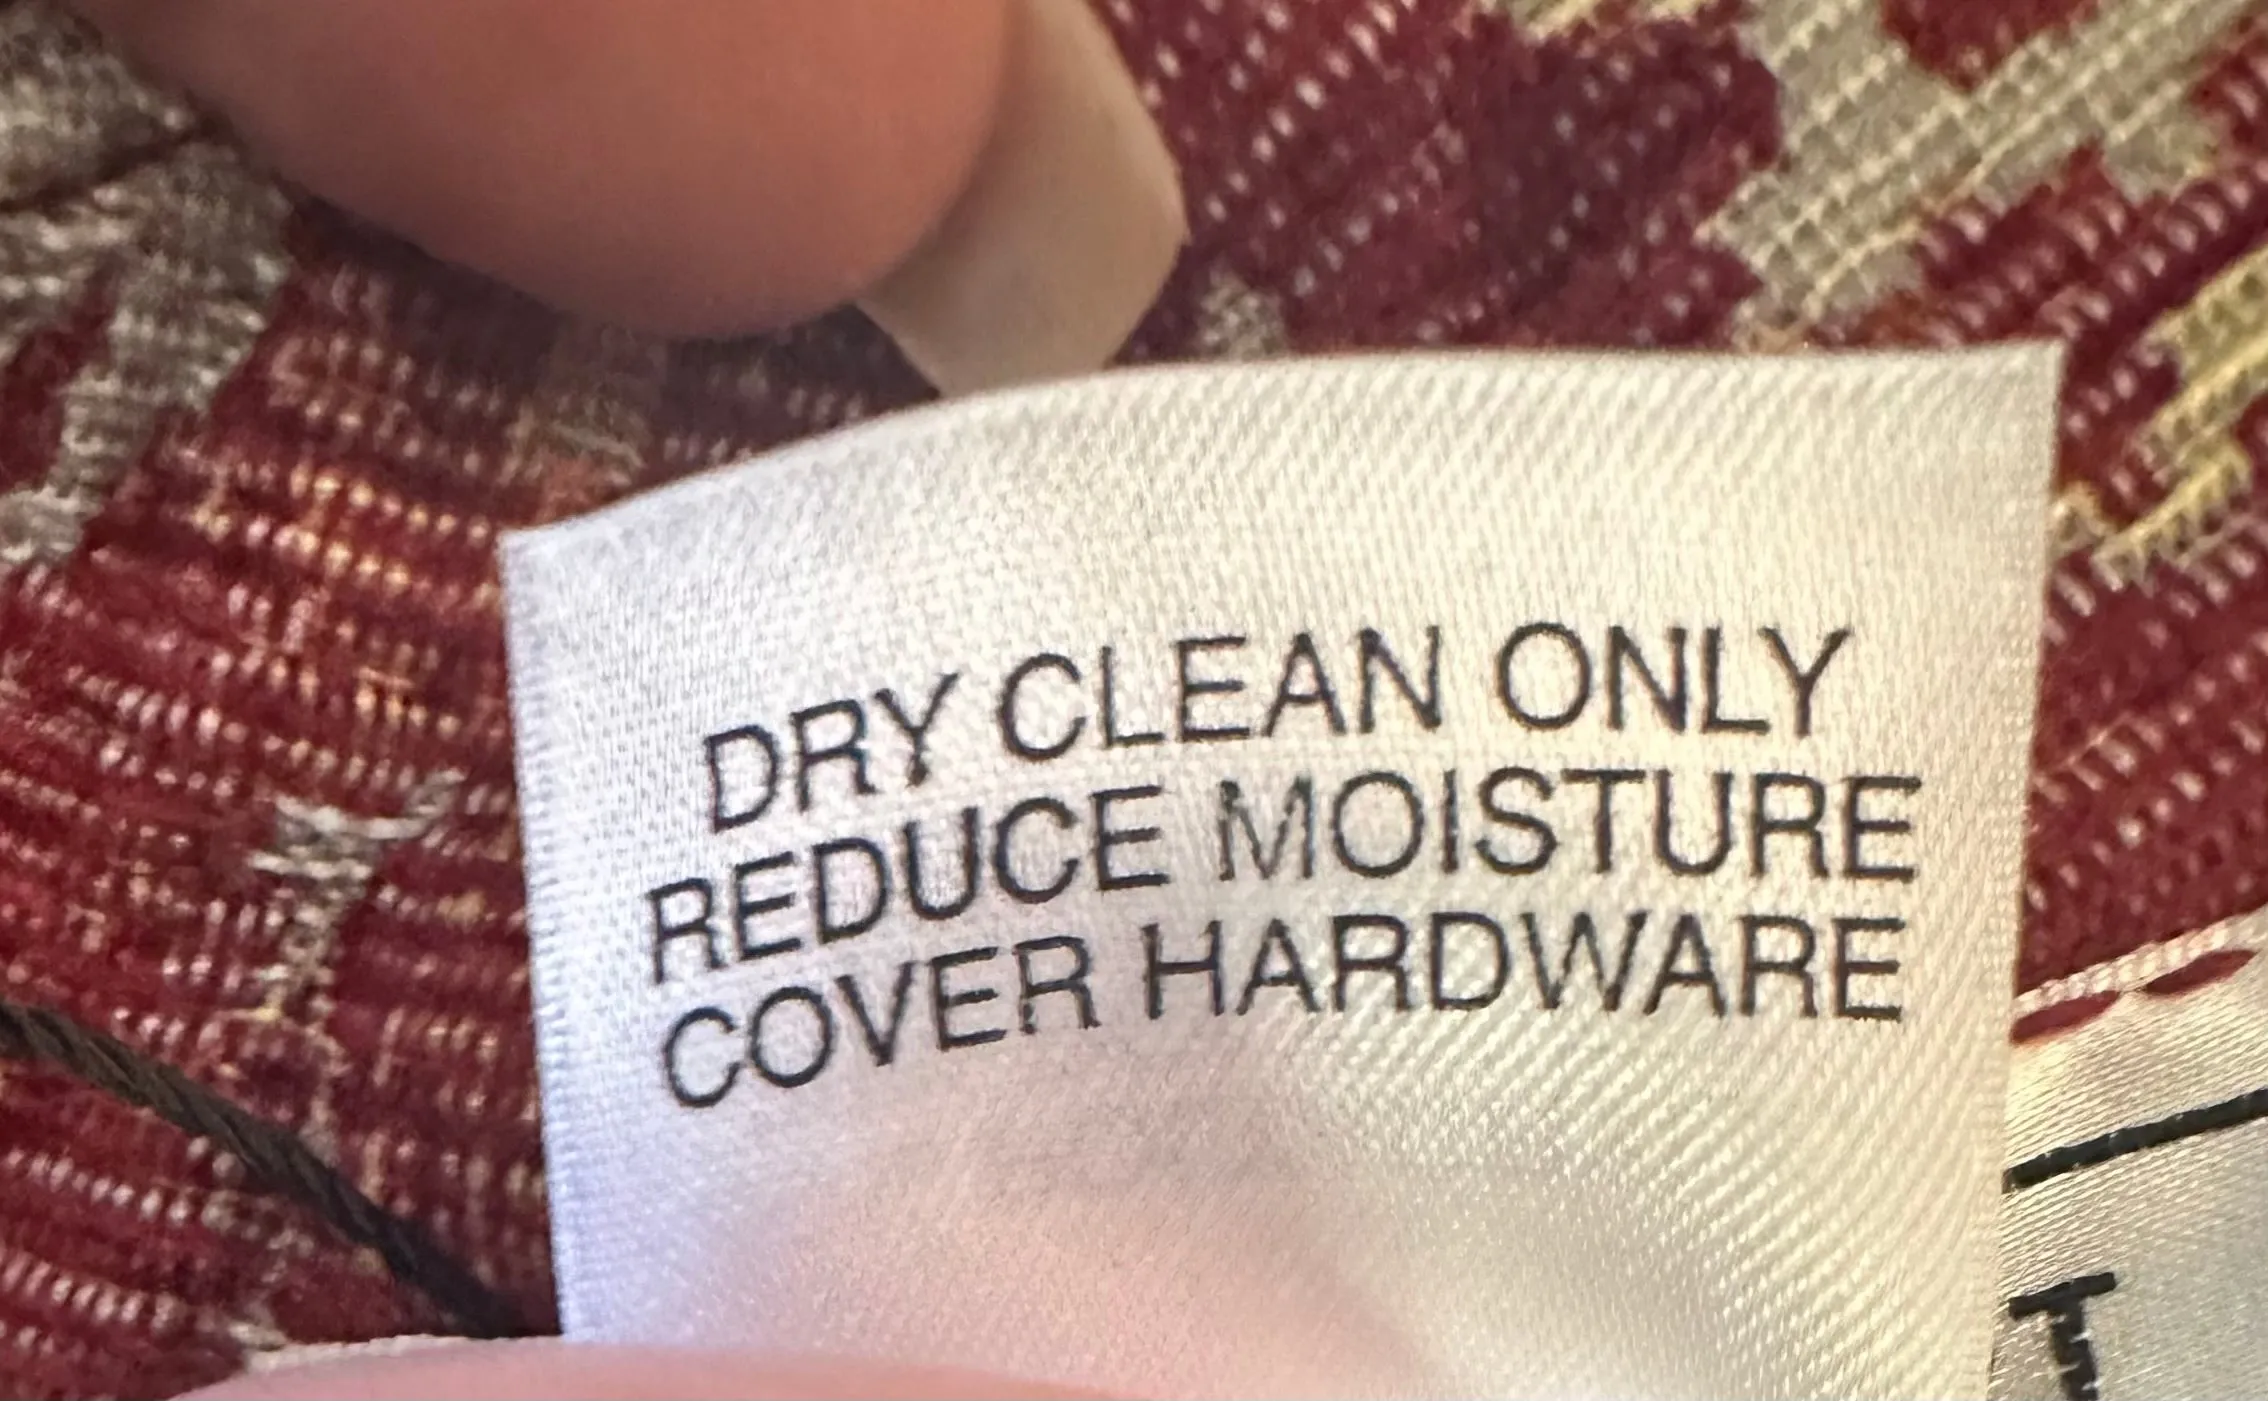 DRY CLEAN ONLY
REDUCE MOISTURE
COVER HARDWARE